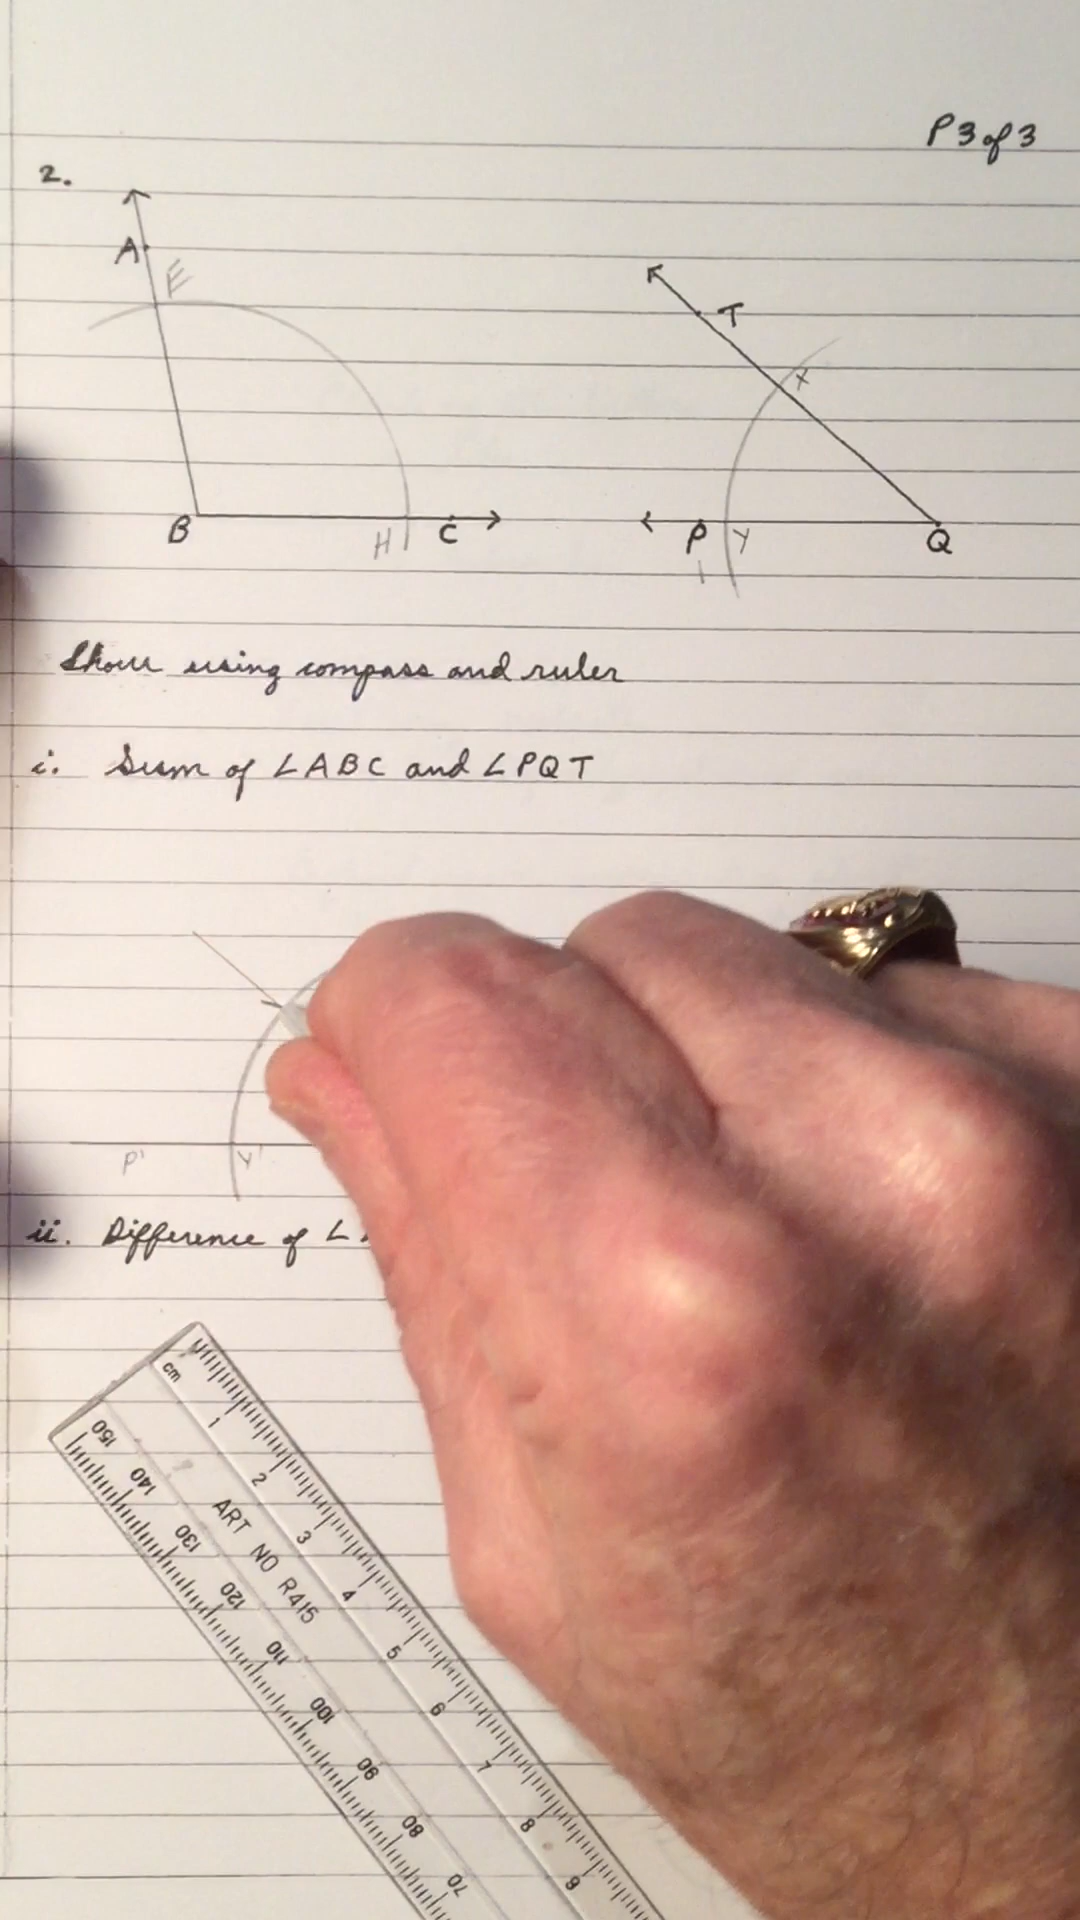 P 3 of 3
2.
A
E
T
X
B
H
C
P
Y
Q
Show using compass and ruler
i. Sum of ∠ABC and ∠PQT
P'
Y'
ii. Difference of ∠
cm
1 2 3 4 5 6 7 8 9
ART NO R415
150 140 130 120 110 100 90 80 70